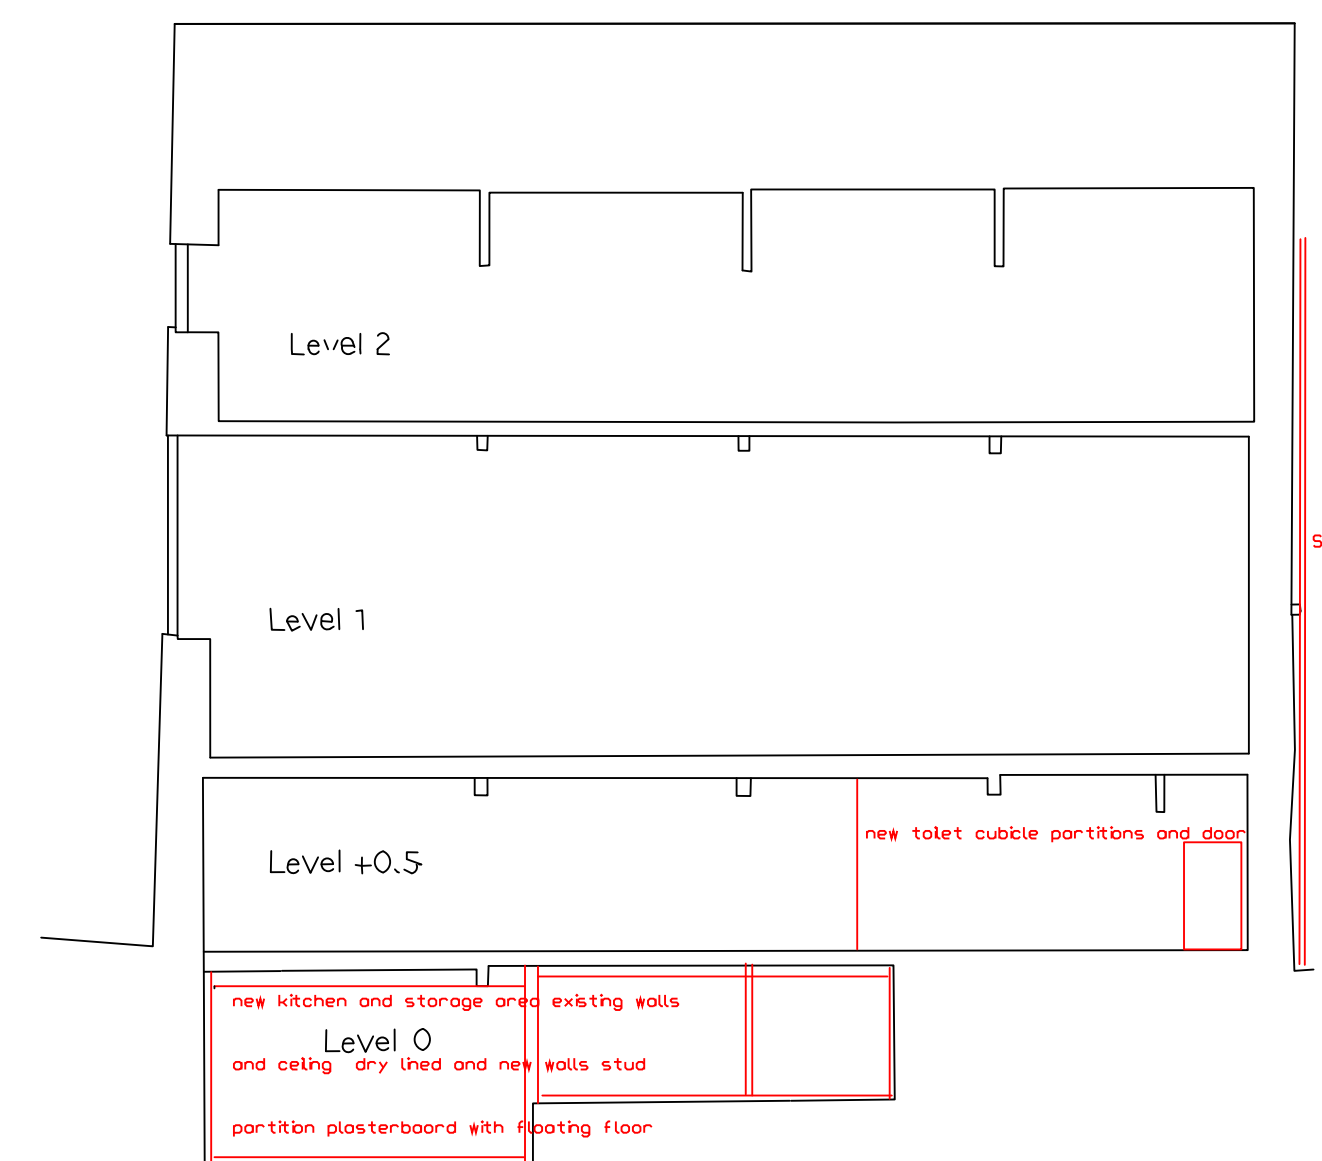 Level 2
s
Level 1
new toilet cubicle partitions and door
Level +0.5
new kitchen and storage area existing walls
Level 0
and celing dry lined and new walls stud
partition plasterbaord with floating floor